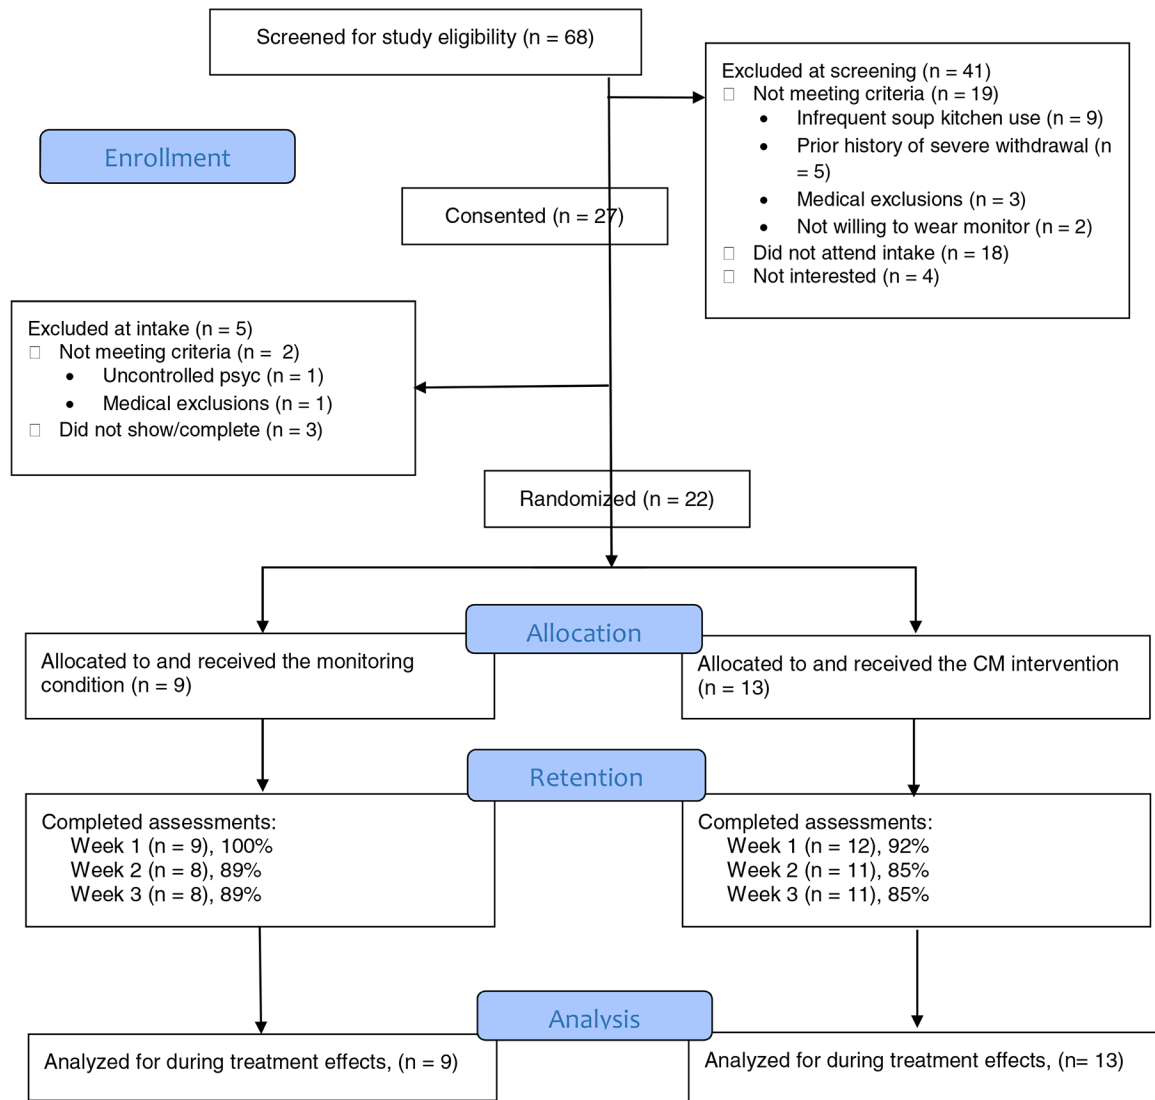 Screened for study eligibility (n = 68)
Excluded at screening (n = 41)
Not meeting criteria (n = 19)
• Infrequent soup kitchen use (n = 9)
• Prior history of severe withdrawal (n
= 5)
• Medical exclusions (n = 3)
• Not willing to wear monitor (n = 2)
Did not attend intake (n = 18)
Not interested (n = 4)
Enrollment
Consented (n = 27)
Excluded at intake (n = 5)
Not meeting criteria (n =  2)
• Uncontrolled psyc (n = 1)
• Medical exclusions (n = 1)
Did not show/complete (n = 3)
Randomized (n = 22)
Allocation
Allocated to and received the monitoring
condition (n = 9)
Allocated to and received the CM intervention
(n = 13)
Retention
Completed assessments:
Week 1 (n = 9), 100%
Week 2 (n = 8), 89%
Week 3 (n = 8), 89%
Completed assessments:
Week 1 (n = 12), 92%
Week 2 (n = 11), 85%
Week 3 (n = 11), 85%
Analysis
Analyzed for during treatment effects, (n = 9)
Analyzed for during treatment effects, (n= 13)